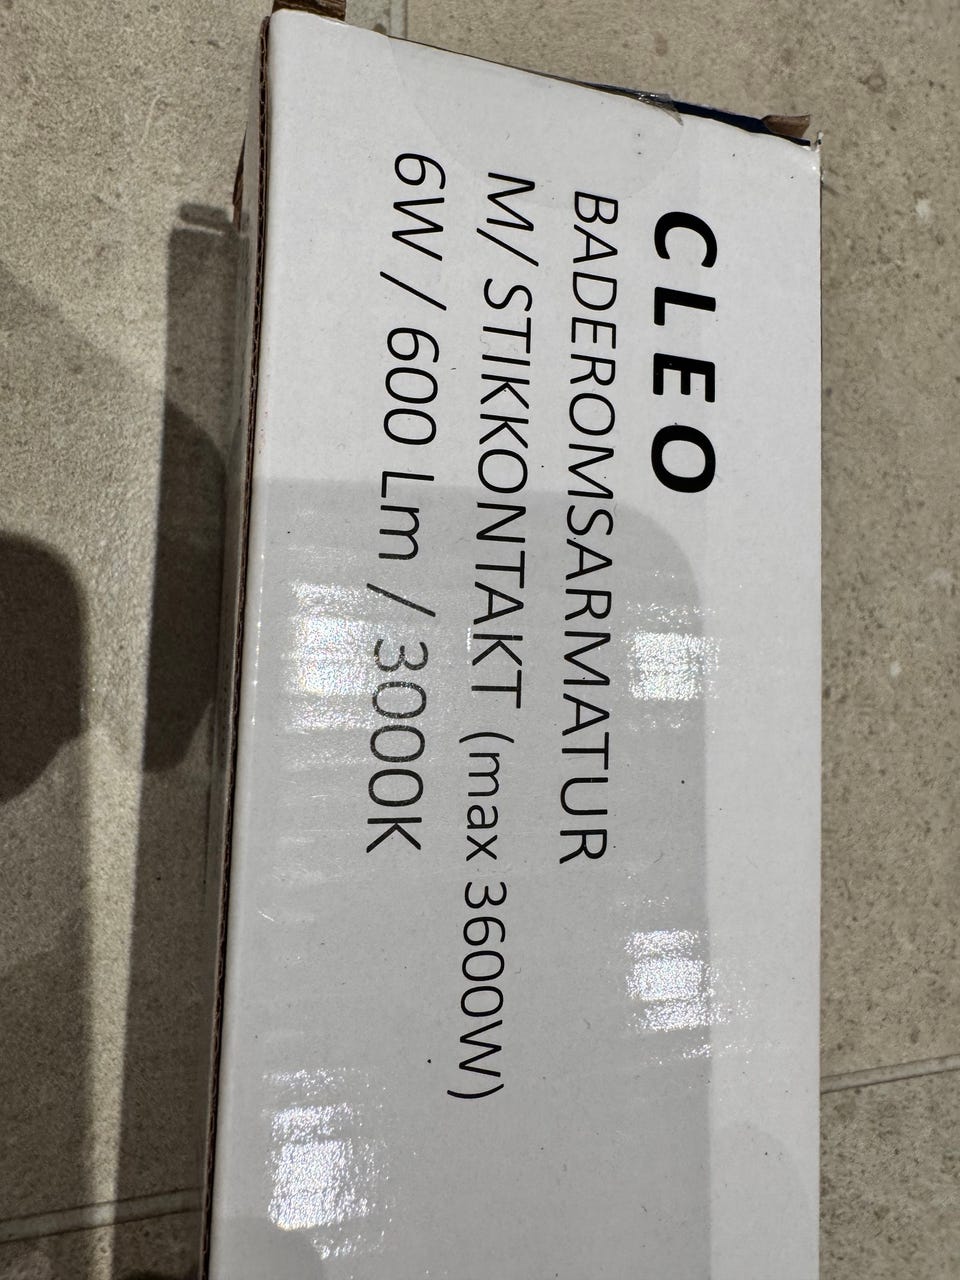 CLEO
BADEROMSARMATUR
M/ STIKKONTAKT (max 3600W)
6W / 600 Lm / 3000K